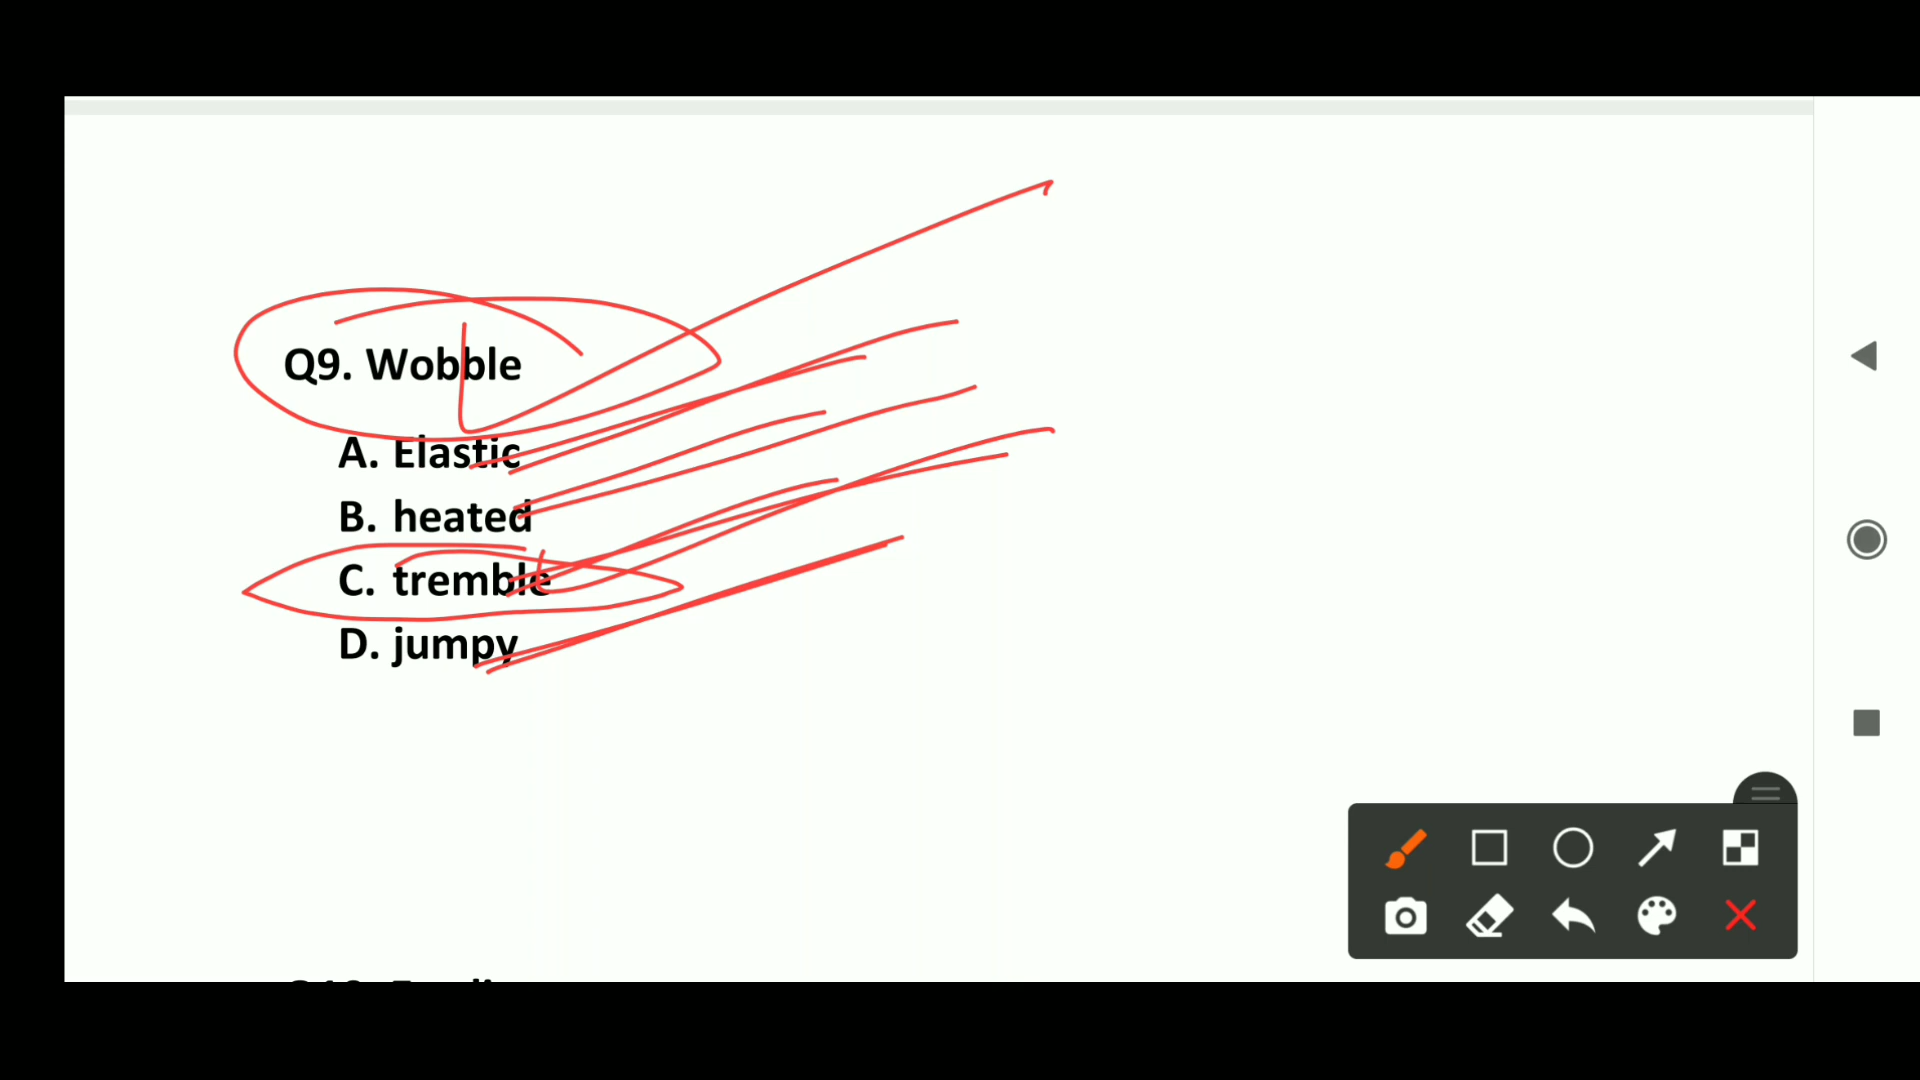 Q9. Wobble
A. Elastic
B. heated
C. tremble
D. jumpy